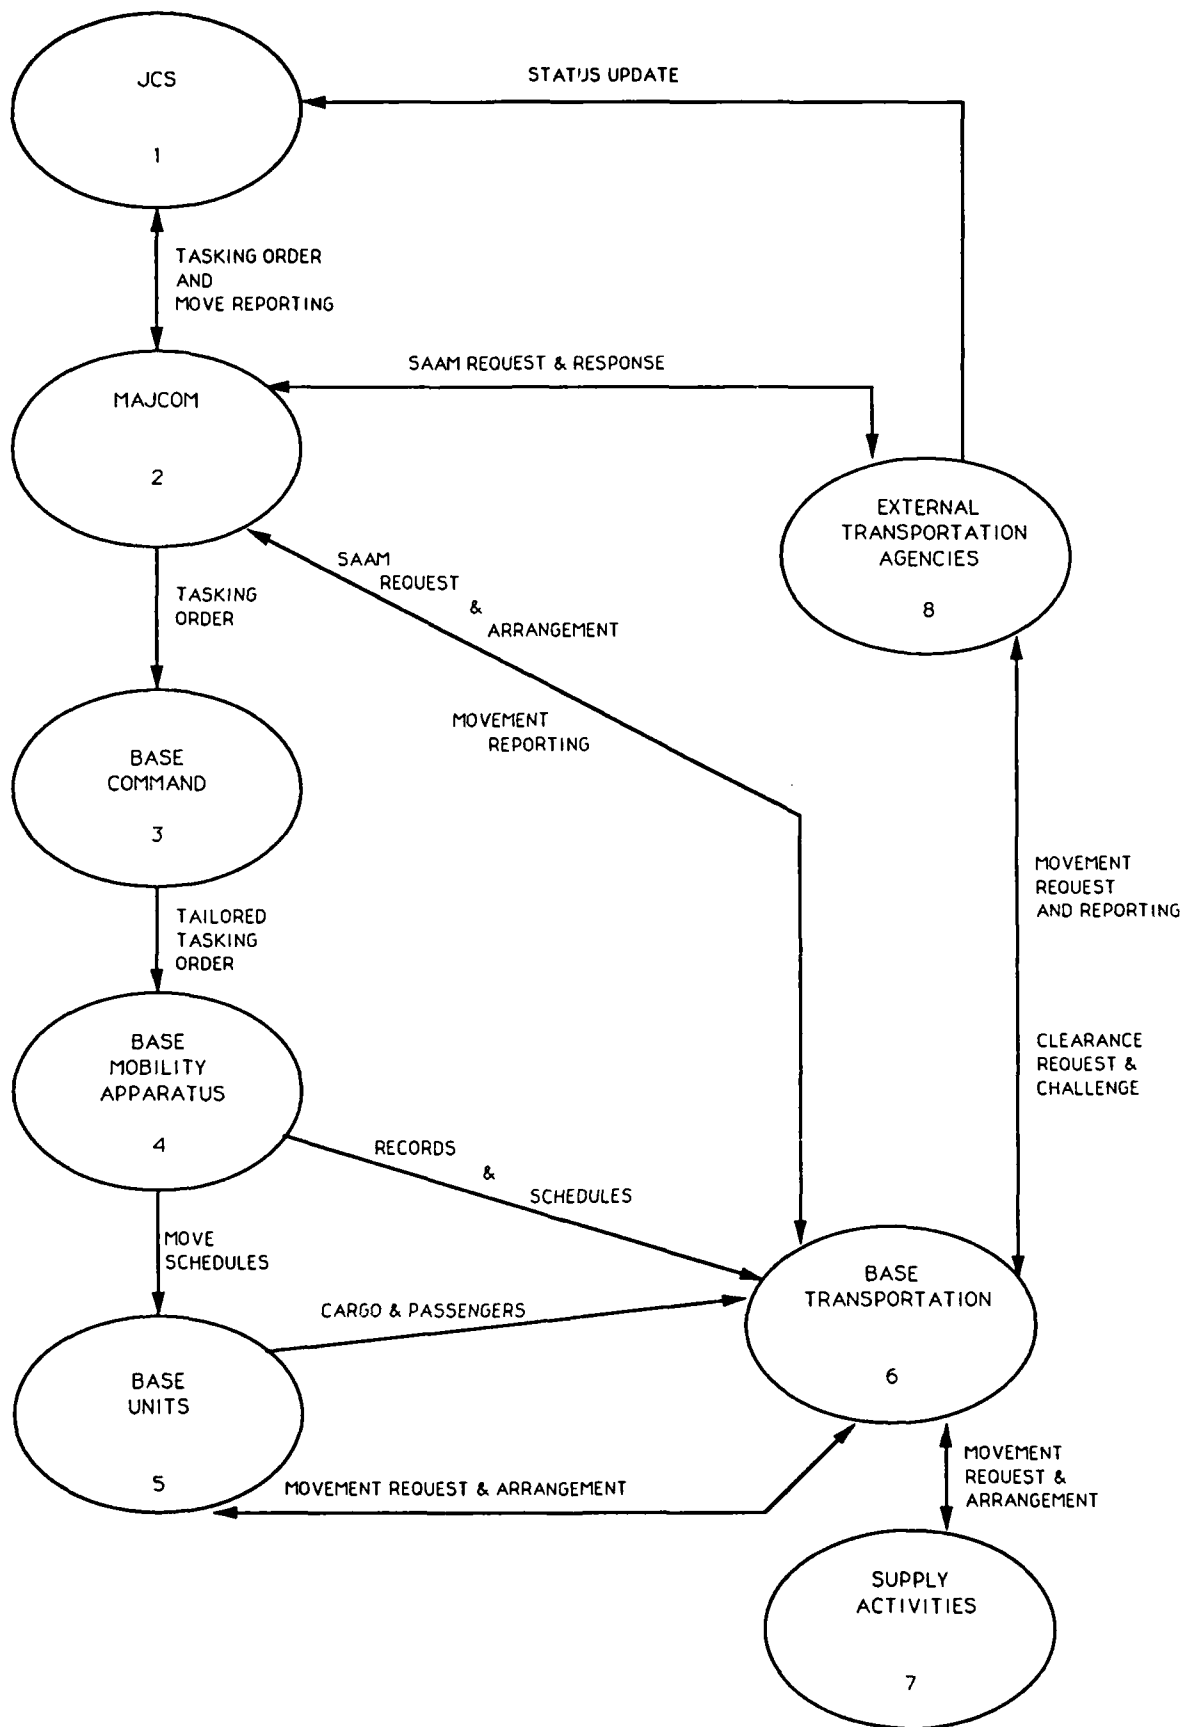 JCS
1
STATUS UPDATE
TASKING ORDER
AND
MOVE REPORTING
SAAM REQUEST & RESPONSE
MAJCOM
2
EXTERNAL
TRANSPORTATION
AGENCIES
8
SAAM
REQUEST
&
ARRANGEMENT
TASKING
ORDER
MOVEMENT
REPORTING
BASE
COMMAND
3
MOVEMENT
REQUEST
AND REPORTING
TAILORED
TASKING
ORDER
CLEARANCE
REQUEST &
CHALLENGE
BASE
MOBILITY
APPARATUS
4
RECORDS
&
SCHEDULES
MOVE
SCHEDULES
BASE
TRANSPORTATION
6
CARGO & PASSENGERS
BASE
UNITS
5
MOVEMENT REQUEST & ARRANGEMENT
MOVEMENT
REQUEST &
ARRANGEMENT
SUPPLY
ACTIVITIES
7